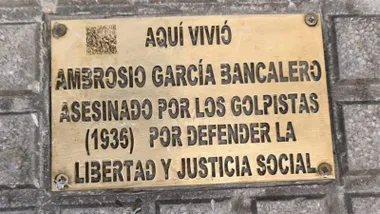 AQUÍ VIVIÓ
AMBROSIO GARCÍA BANCALERO
ASESINADO POR LOS GOLPISTAS
(1936) POR DEFENDER LA
LIBERTAD Y JUSTICIA SOCIAL